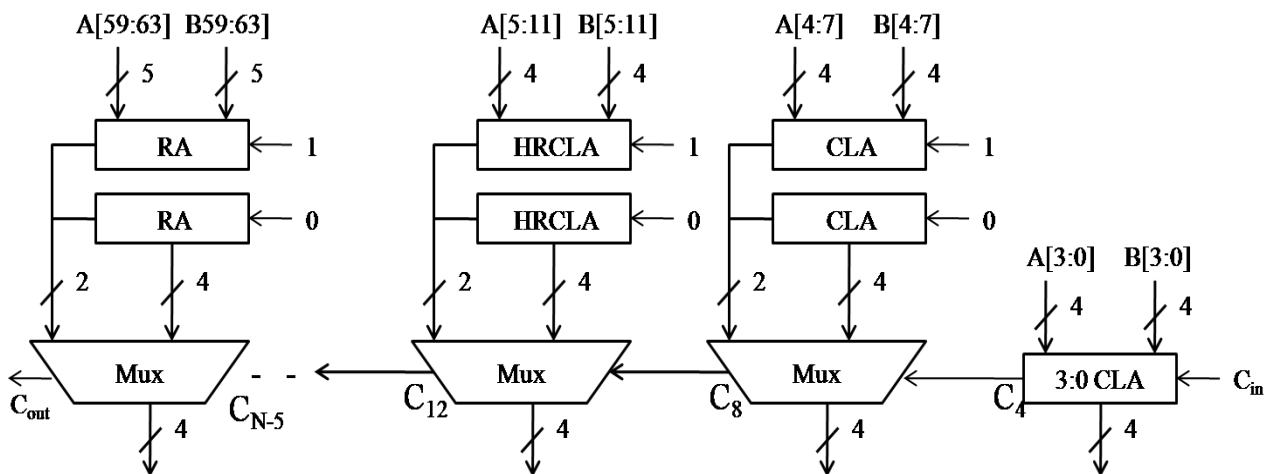 A[59:63] B59:63] A[5:11] B[5:11] A[4:7] B[4:7]
5 5 4 4 4 4
RA 1 HRCLA 1 CLA 1
RA 0 HRCLA 0 CLA 0
A[3:0] B[3:0]
2 4 2 4 2 4 4 4
Mux Mux Mux 3:0 CLA C_in
C_out C_N-5 C_12 C_8 C_4
4 4 4 4